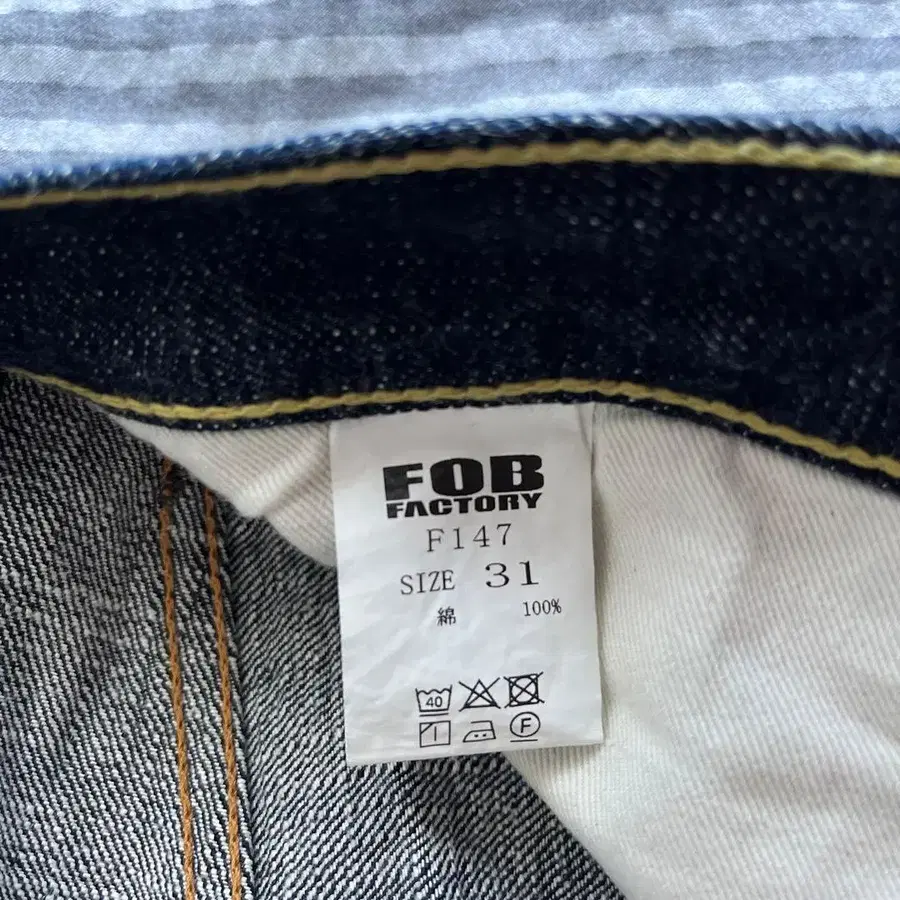 FOB
FACTORY
F147
SIZE 31
綿 100%
40
F